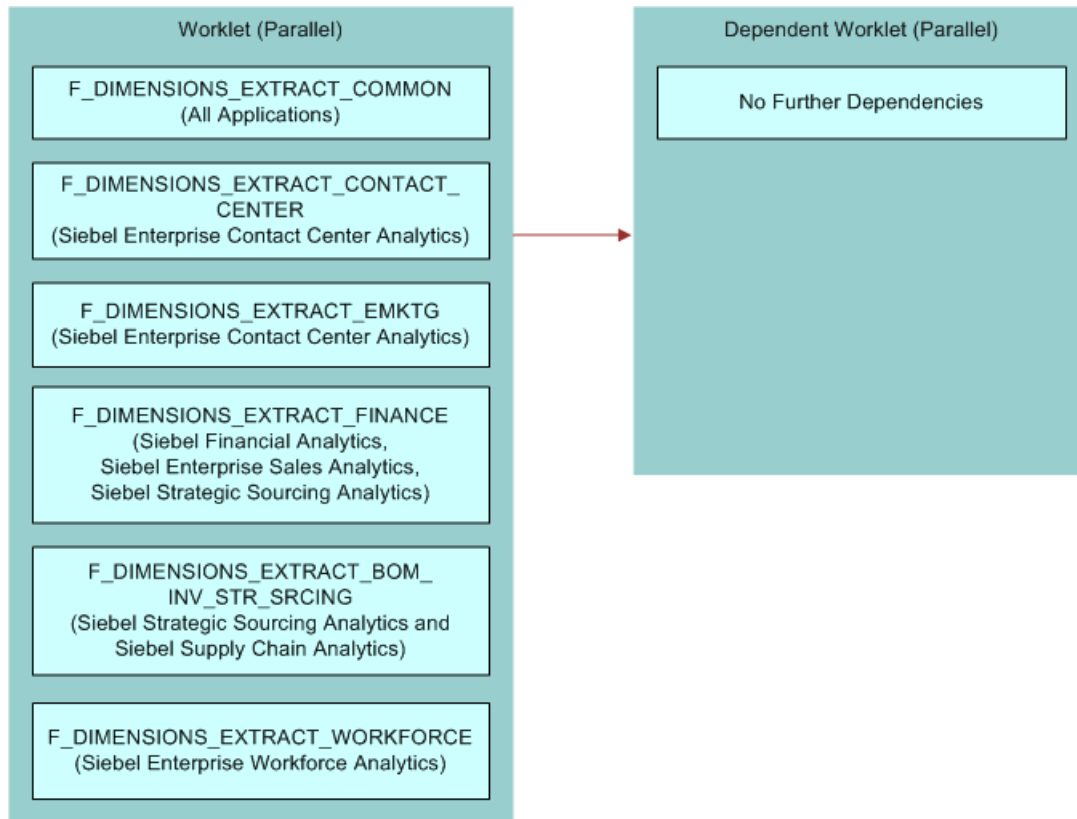 Worklet (Parallel)
F_DIMENSIONS_EXTRACT_COMMON
(All Applications)
F_DIMENSIONS_EXTRACT_CONTACT_
CENTER
(Siebel Enterprise Contact Center Analytics)
F_DIMENSIONS_EXTRACT_EMKTG
(Siebel Enterprise Contact Center Analytics)
F_DIMENSIONS_EXTRACT_FINANCE
(Siebel Financial Analytics,
Siebel Enterprise Sales Analytics,
Siebel Strategic Sourcing Analytics)
F_DIMENSIONS_EXTRACT_BOM_
INV_STR_SRCING
(Siebel Strategic Sourcing Analytics and
Siebel Supply Chain Analytics)
F_DIMENSIONS_EXTRACT_WORKFORCE
(Siebel Enterprise Workforce Analytics)
Dependent Worklet (Parallel)
No Further Dependencies